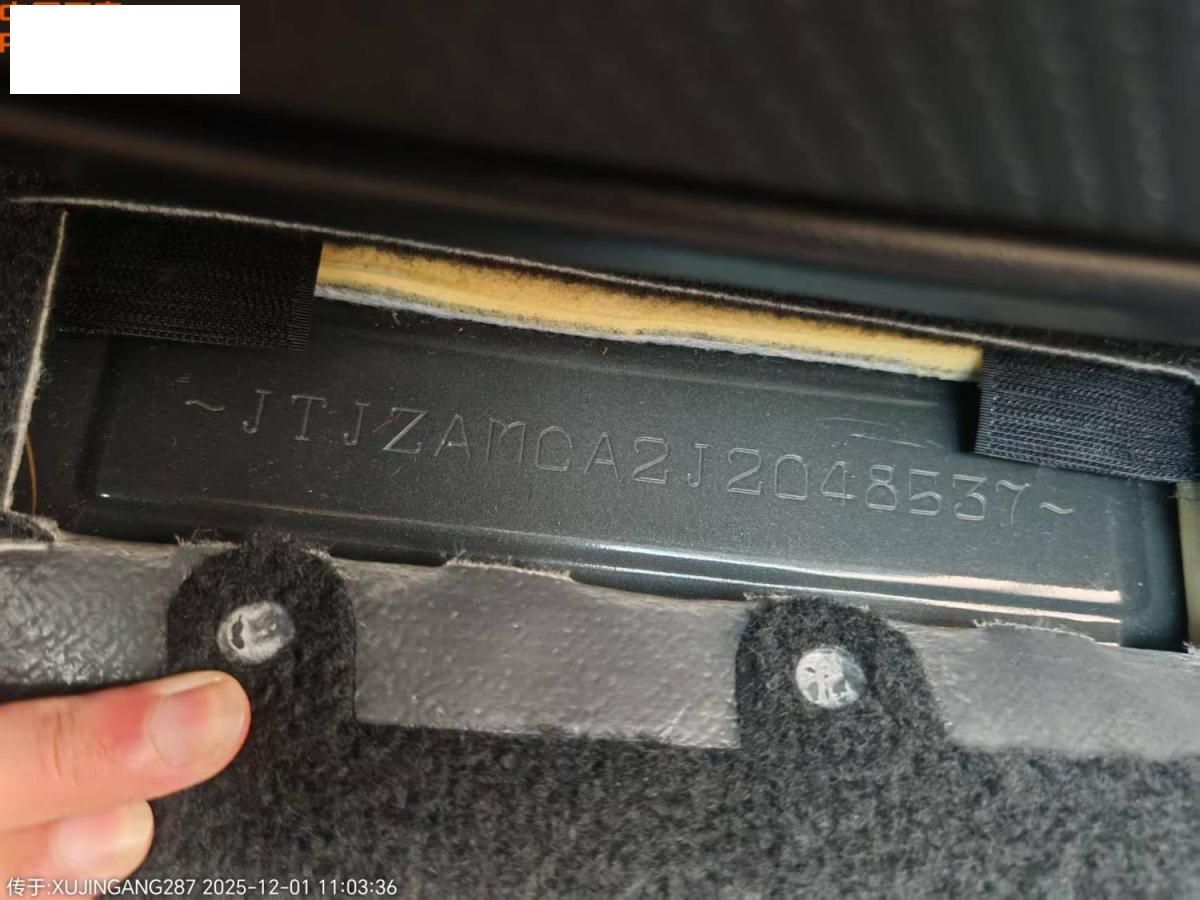 ~JTJZAMCA2J2048537~
传于:XUJINGANG287 2025-12-01 11:03:36